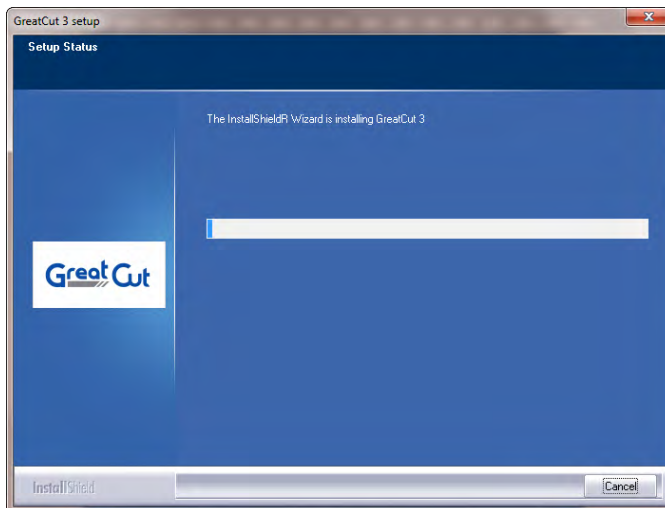 GreatCut 3 setup
Setup Status
The InstallShieldR Wizard is installing GreatCut 3
Great Cut
InstallShield
Cancel